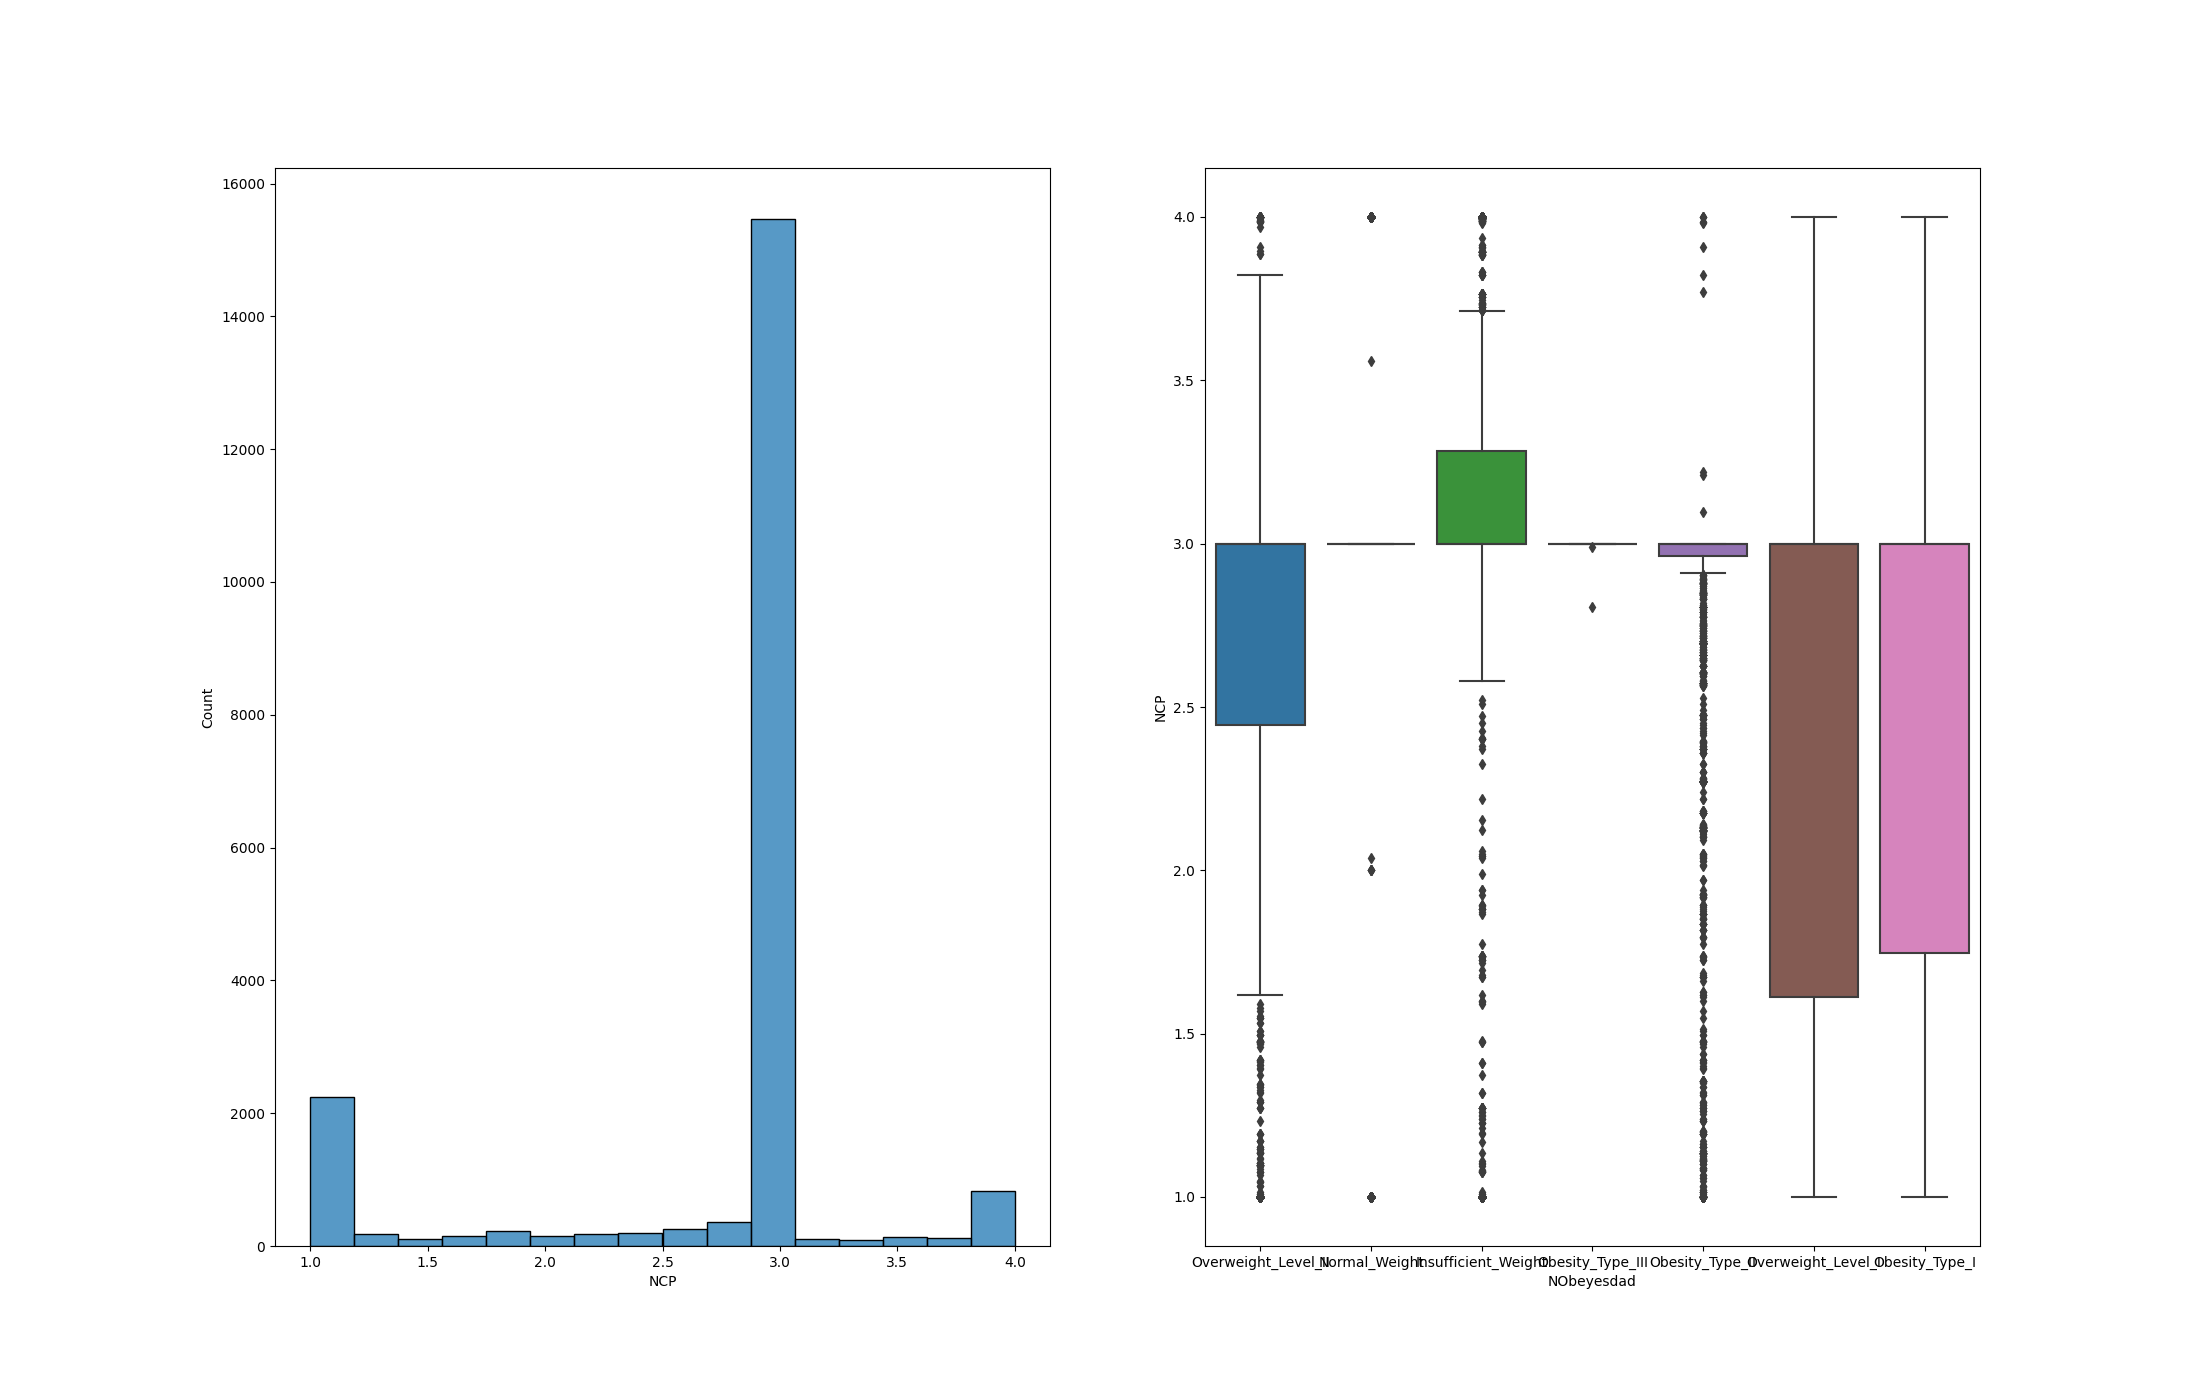 16000
14000
12000
10000
8000
6000
4000
2000
0
Count
1.0 1.5 2.0 2.5 3.0 3.5 4.0
NCP
4.0
3.5
3.0
2.5
2.0
1.5
1.0
NCP
Overweight_Level_II Normal_Weight Insufficient_Weight Obesity_Type_III Obesity_Type_II Overweight_Level_I Obesity_Type_I
NObeyesdad